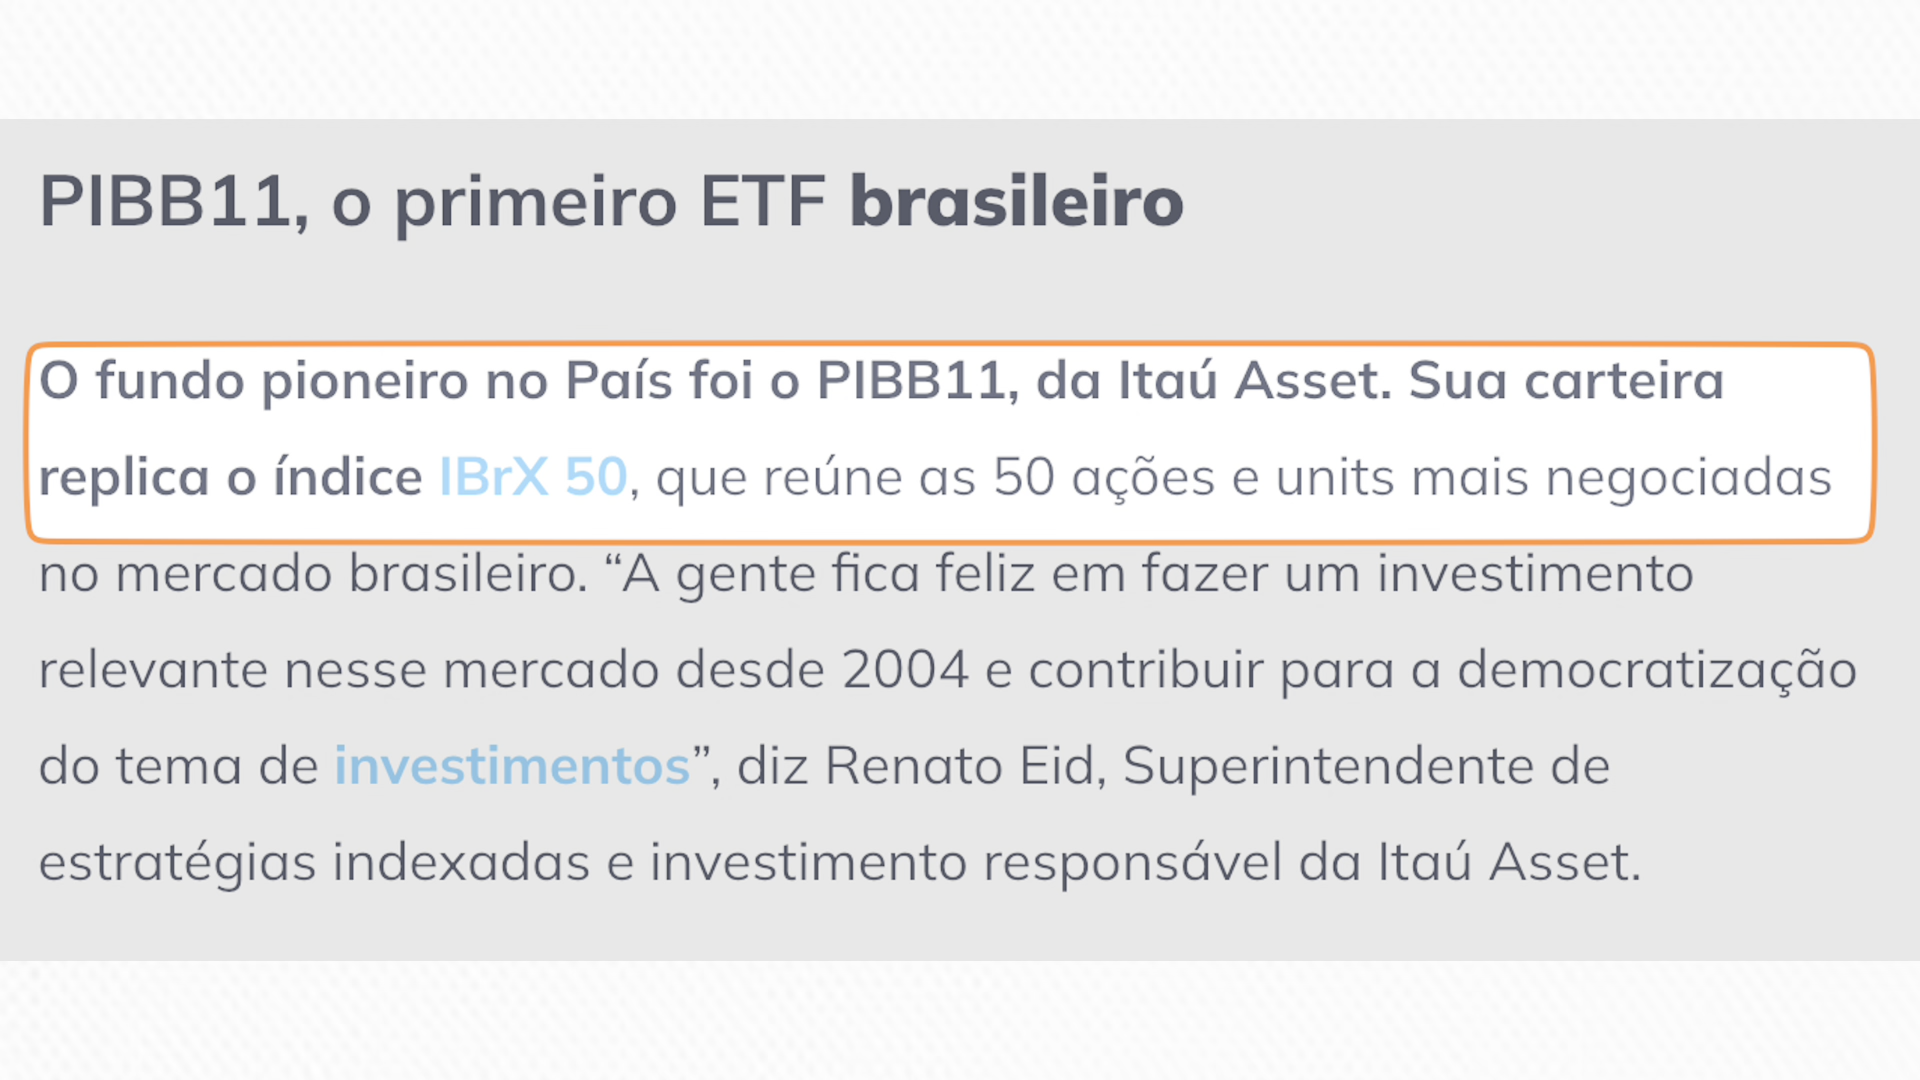 PIBB11, o primeiro ETF brasileiro
O fundo pioneiro no País foi o PIBB11, da Itaú Asset. Sua carteira
replica o índice IBrX 50, que reúne as 50 ações e units mais negociadas
no mercado brasileiro. “A gente fica feliz em fazer um investimento
relevante nesse mercado desde 2004 e contribuir para a democratização
do tema de investimentos”, diz Renato Eid, Superintendente de
estratégias indexadas e investimento responsável da Itaú Asset.